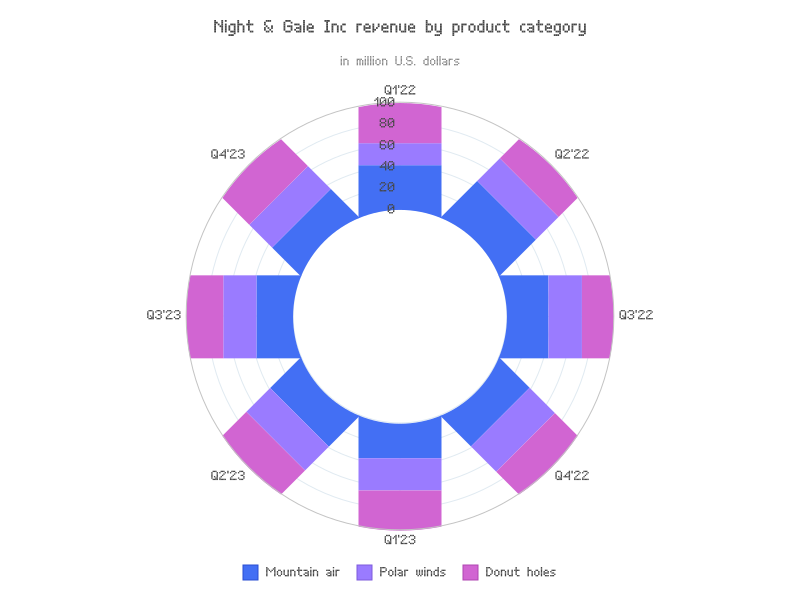 Night & Gale Inc revenue by product category
in million U.S. dollars
Q1'22
100
80
60
40
20
0
Q4'23
Q2'22
Q3'23
Q3'22
Q2'23
Q4'22
Q1'23
Mountain air
Polar winds
Donut holes